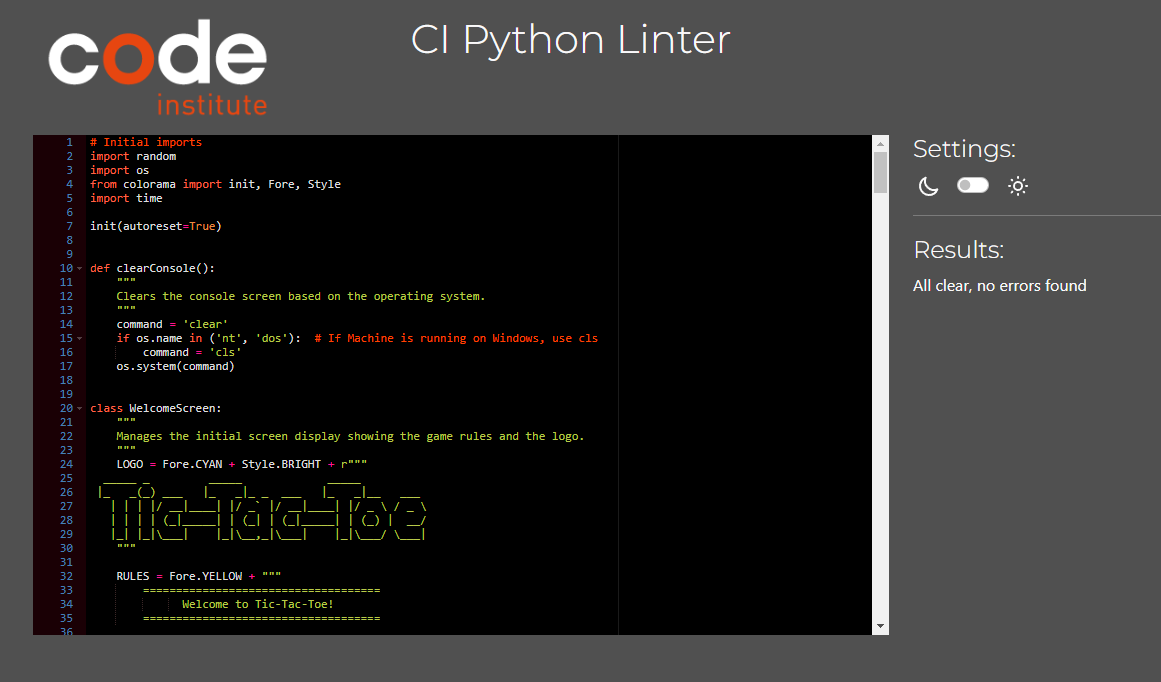 code
institute
CI Python Linter
1 # Initial imports
2 import random
3 import os
4 from colorama import init, Fore, Style
5 import time
6
7 init(autoreset=True)
8
9
10 def clearConsole():
11     """
12     Clears the console screen based on the operating system.
13     """
14     command = 'clear'
15     if os.name in ('nt', 'dos'):  # If Machine is running on Windows, use cls
16         command = 'cls'
17     os.system(command)
18
19
20 class WelcomeScreen:
21     """
22     Manages the initial screen display showing the game rules and the logo.
23     """
24     LOGO = Fore.CYAN + Style.BRIGHT + r"""
25   _____ _         _____             _____
26  |_   _(_) ___   |_   _|_ _  ___   |_   _|__   ___
27    | | | |/ __|____| |/ _` |/ __|____| |/ _ \ / _ \
28    | | | | (_|_____| | (_| | (_|_____| | (_) |  __/
29    |_| |_|\___|    |_|\__,_|\___|    |_|\___/ \___|
30     """
31
32     RULES = Fore.YELLOW + """
33         ====================================
34               Welcome to Tic-Tac-Toe!
35         ====================================
36
Settings:
Results:
All clear, no errors found